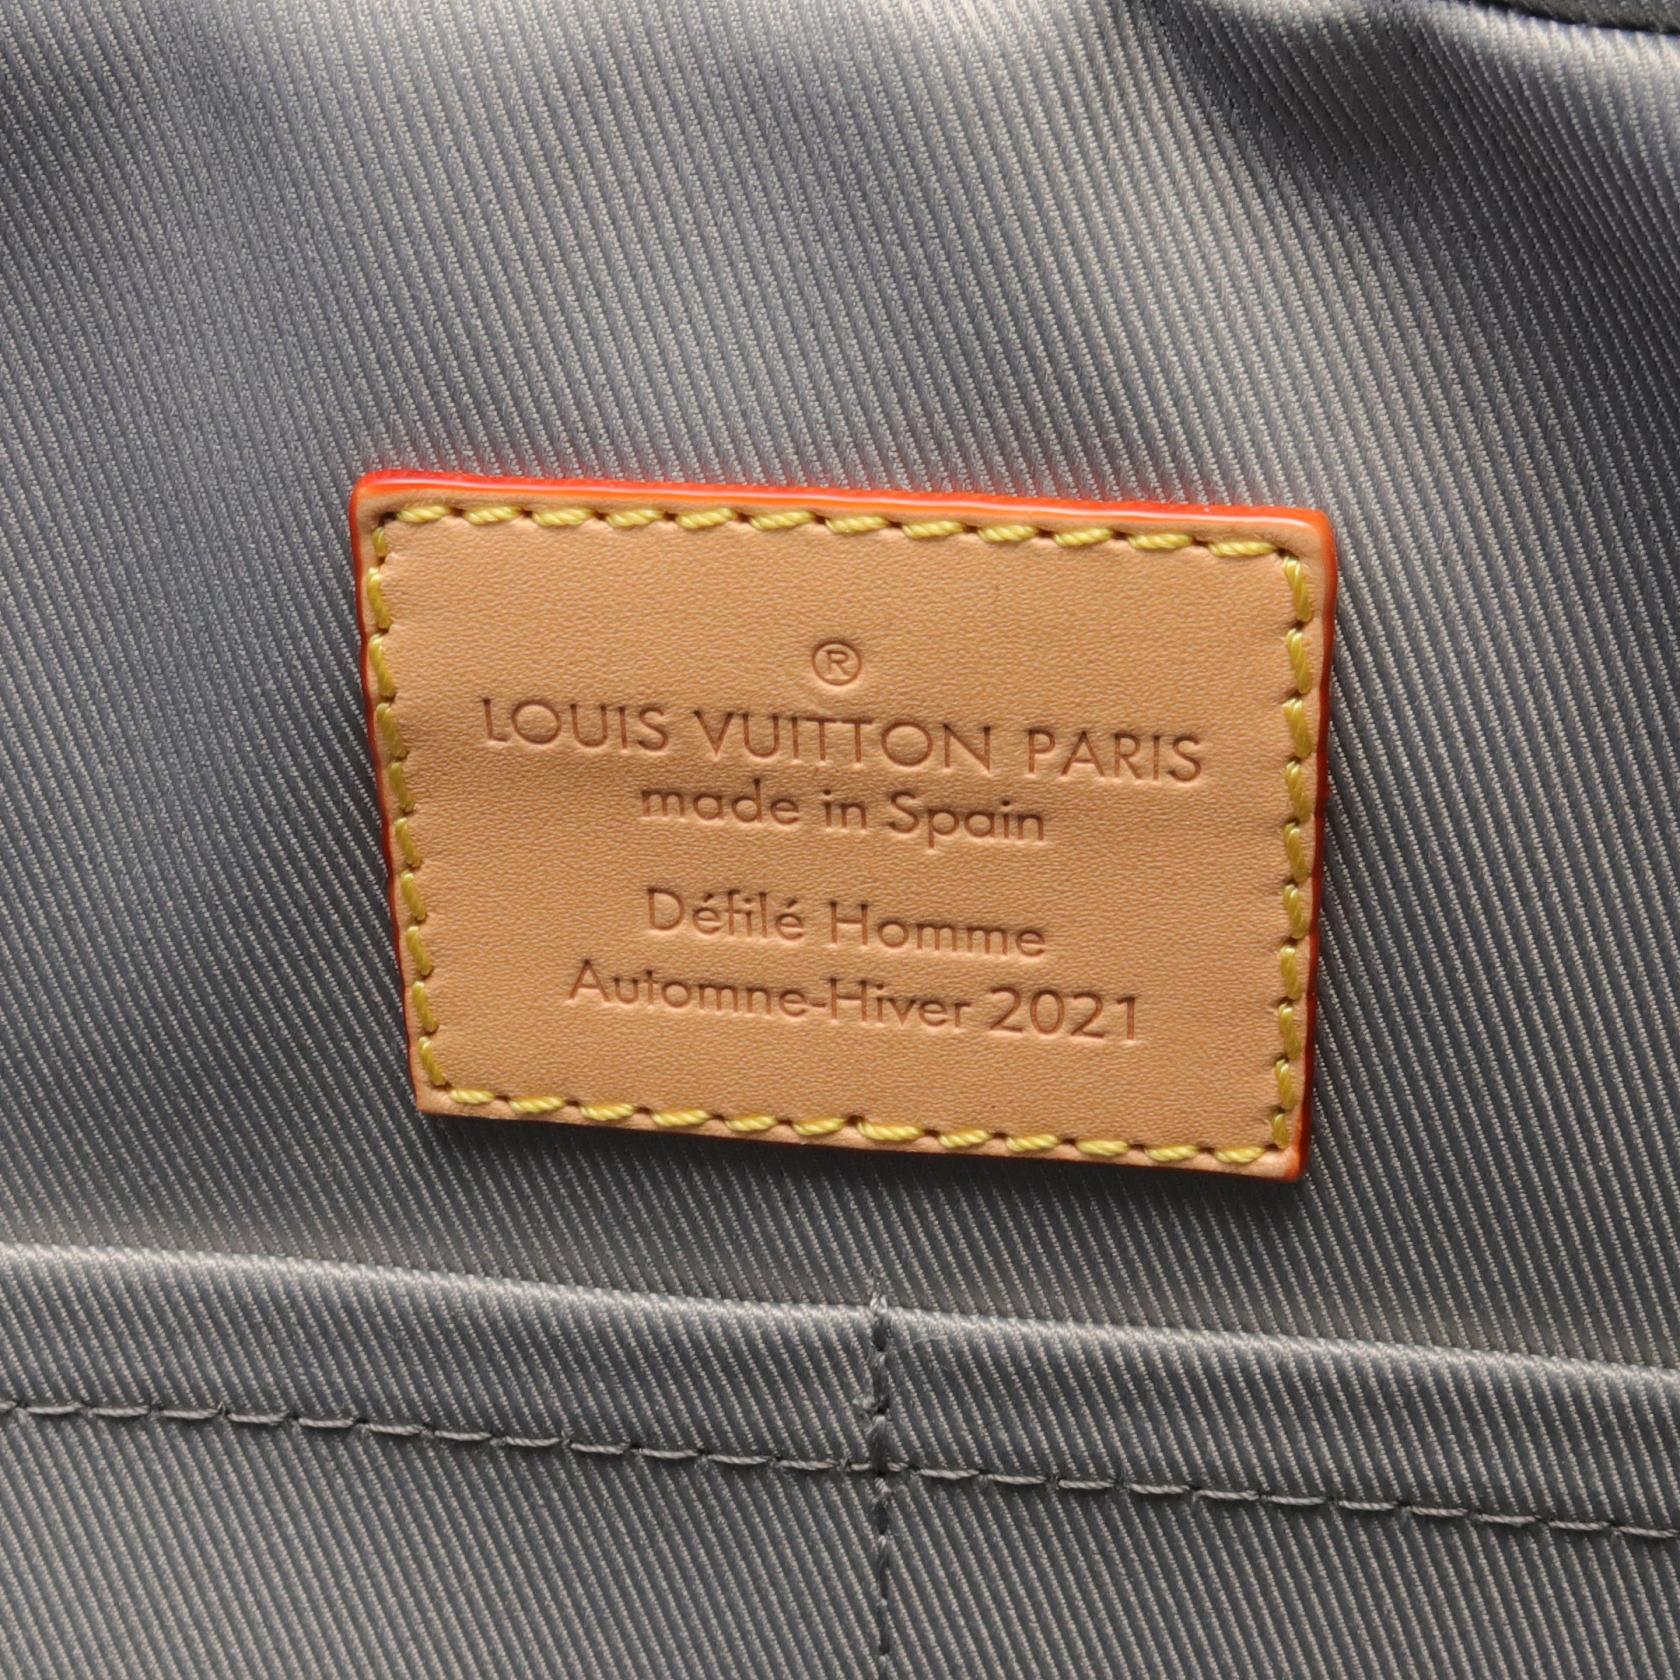 ®
LOUIS VUITTON PARIS
made in Spain
Défilé Homme
Automne-Hiver 2021